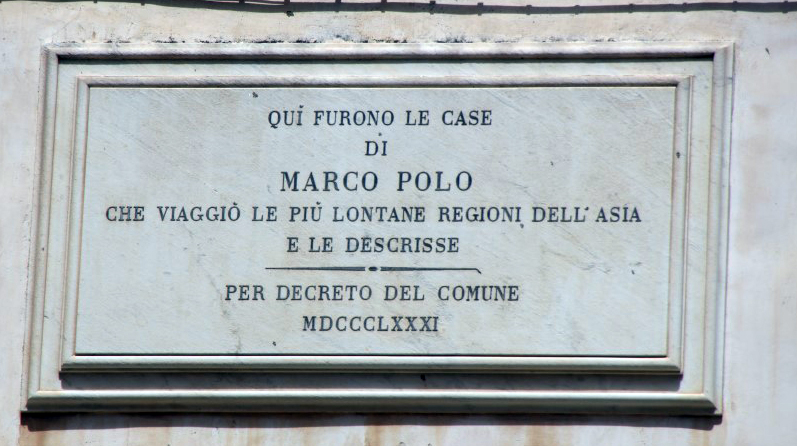 QUI FURONO LE CASE
DI
MARCO POLO
CHE VIAGGIÒ LE PIÙ LONTANE REGIONI DELL'ASIA
E LE DESCRISSE
PER DECRETO DEL COMUNE
MDCCCLXXXI